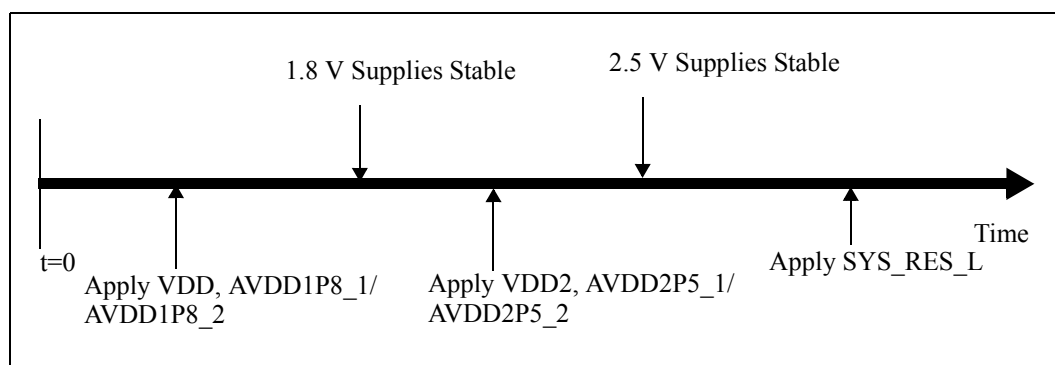 1.8 V Supplies Stable
2.5 V Supplies Stable
Time
t=0
Apply VDD, AVDD1P8_1/
AVDD1P8_2
Apply VDD2, AVDD2P5_1/
AVDD2P5_2
Apply SYS_RES_L